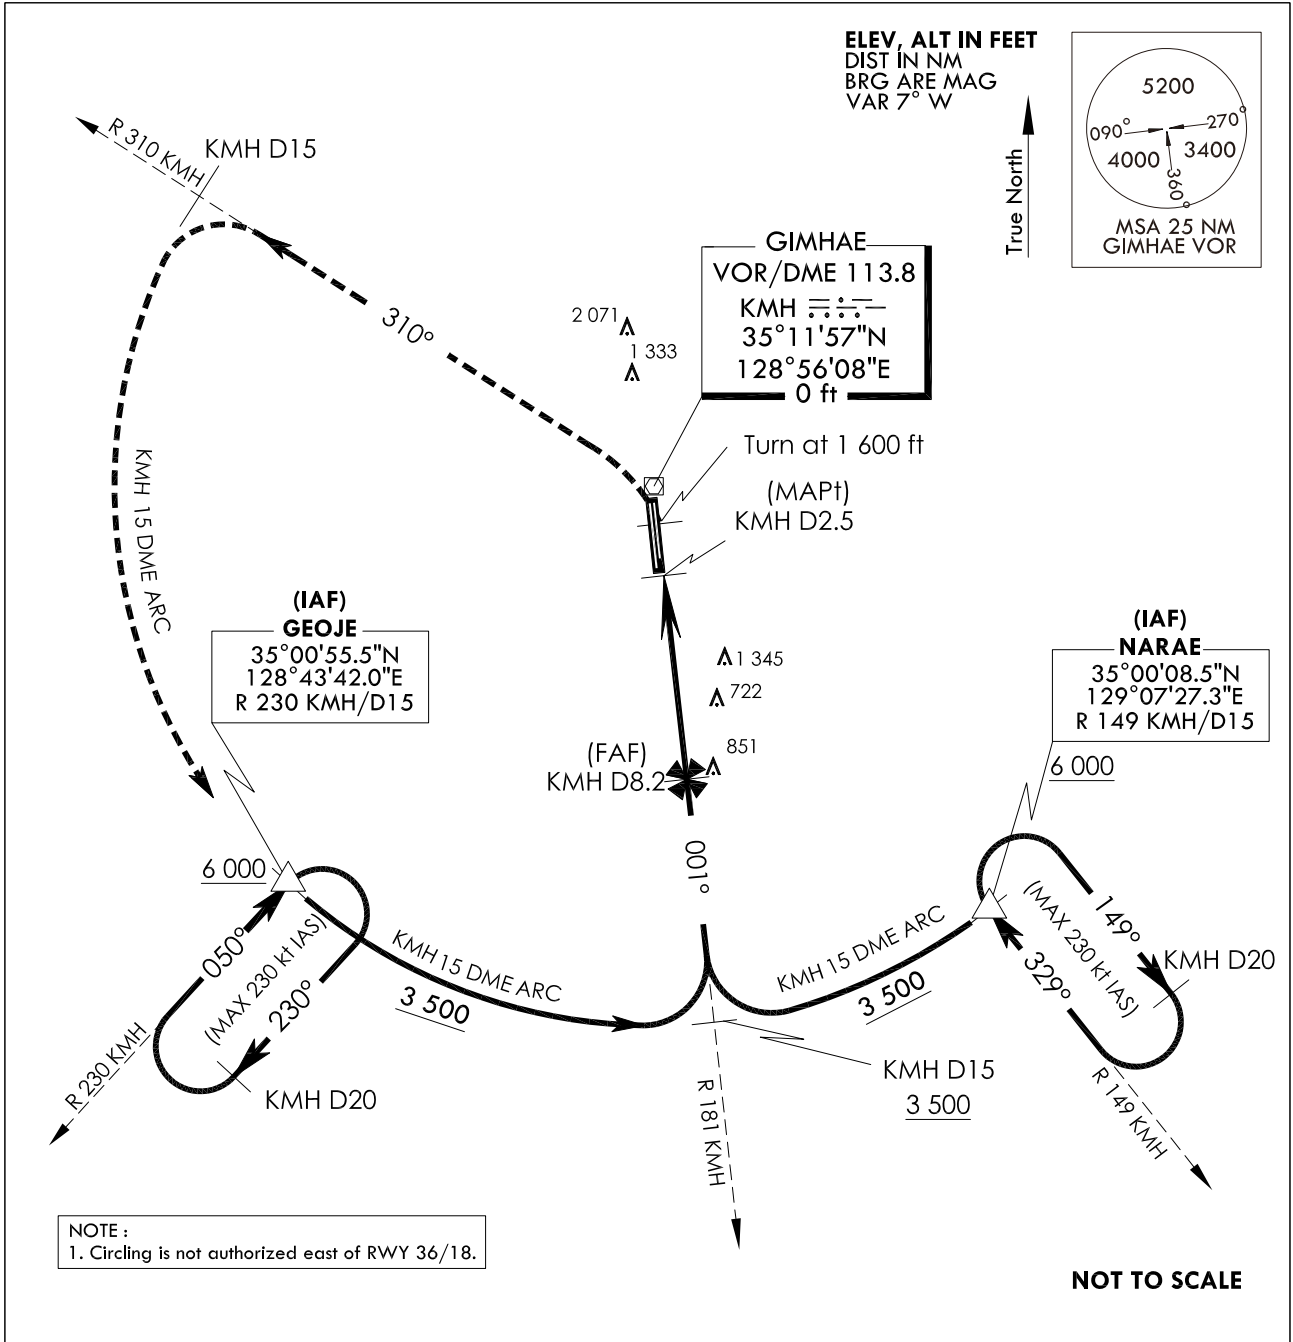 ELEV, ALT IN FEET
DIST IN NM
BRG ARE MAG
VAR 7° W
True North
5200
090°
270°
4000
3400
360°
MSA 25 NM
GIMHAE VOR
R 310 KMH
KMH D15
310°
2 071
1 333
GIMHAE
VOR/DME 113.8
KMH
35°11'57"N
128°56'08"E
0 ft
Turn at 1 600 ft
(MAPt)
KMH D2.5
KMH 15 DME ARC
(IAF)
GEOJE
35°00'55.5"N
128°43'42.0"E
R 230 KMH/D15
(IAF)
NARAE
35°00'08.5"N
129°07'27.3"E
R 149 KMH/D15
1 345
722
851
(FAF)
KMH D8.2
6 000
6 000
001°
050°
(MAX 230 kt IAS)
230°
KMH 15 DME ARC
3 500
KMH 15 DME ARC
3 500
149°
(MAX 230 kt IAS)
329°
KMH D20
R 230 KMH
KMH D20
R 181 KMH
KMH D15
3 500
R 149 KMH
NOTE :
1. Circling is not authorized east of RWY 36/18.
NOT TO SCALE